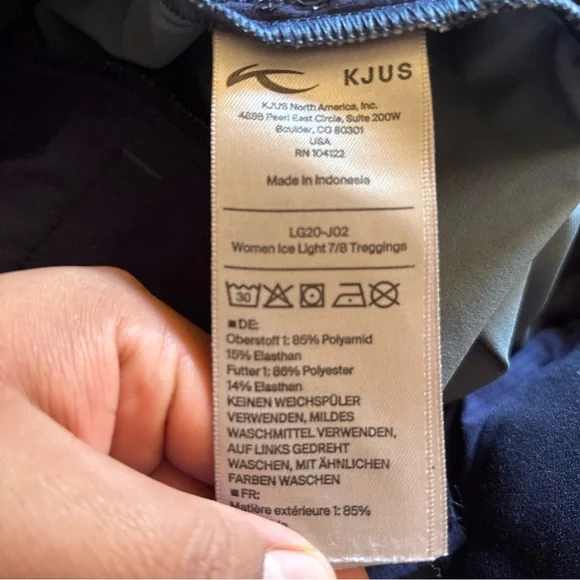 KJUS
KJUS North America, Inc.
4888 Pearl East Circle, Suite 200W
Boulder, CO 80301
USA
RN 104122
Made in Indonesia
LG20-J02
Women Ice Light 7/8 Treggings
30
■ DE:
Oberstoff 1: 85% Polyamid
15% Elasthan
Futter 1: 86% Polyester
14% Elasthan
KEINEN WEICHSPÜLER
VERWENDEN, MILDES
WASCHMITTEL VERWENDEN,
AUF LINKS GEDREHT
WASCHEN, MIT ÄHNLICHEN
FARBEN WASCHEN
■ FR:
Matière extérieure 1: 85%